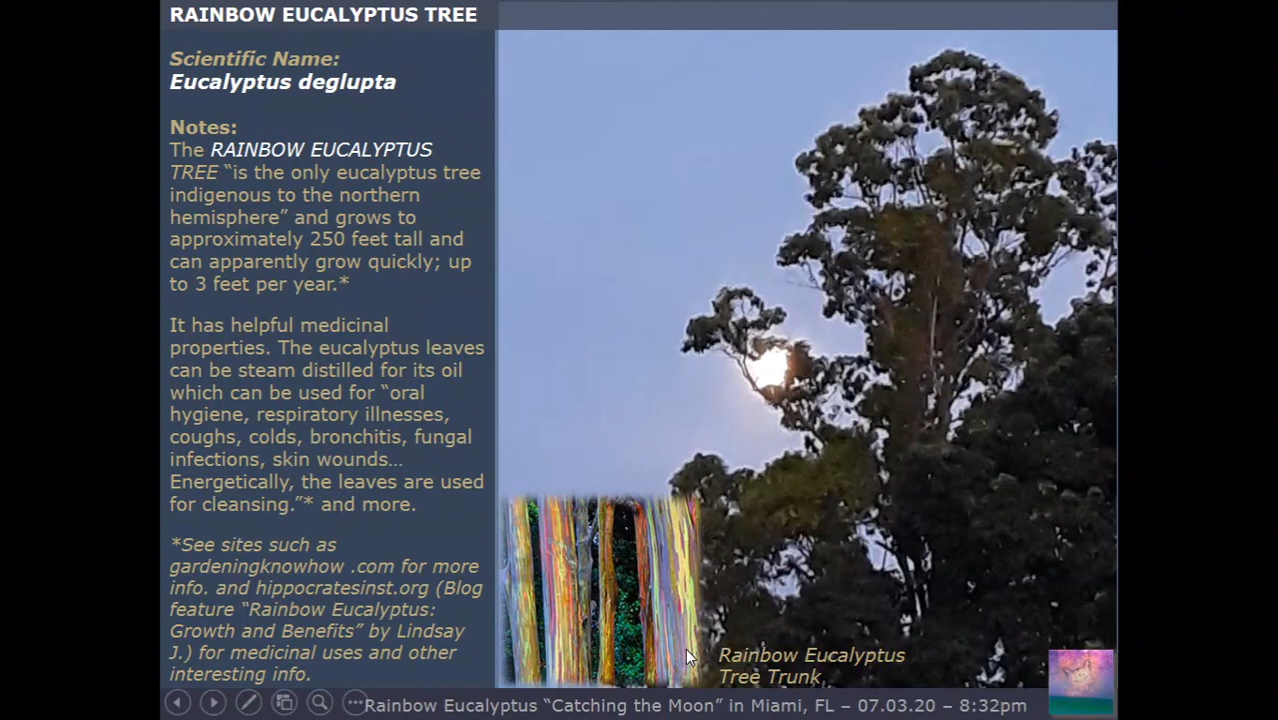 RAINBOW EUCALYPTUS TREE
Scientific Name:
Eucalyptus deglupta
Notes:
The RAINBOW EUCALYPTUS
TREE “is the only eucalyptus tree
indigenous to the northern
hemisphere” and grows to
approximately 250 feet tall and
can apparently grow quickly; up
to 3 feet per year.*
It has helpful medicinal
properties. The eucalyptus leaves
can be steam distilled for its oil
which can be used for “oral
hygiene, respiratory illnesses,
coughs, colds, bronchitis, fungal
infections, skin wounds…
Energetically, the leaves are used
for cleansing.”* and more.
*See sites such as
gardeningknowhow .com for more
info. and hippocratesinst.org (Blog
feature “Rainbow Eucalyptus:
Growth and Benefits” by Lindsay
J.) for medicinal uses and other
interesting info.
Rainbow Eucalyptus
Tree Trunk
Rainbow Eucalyptus “Catching the Moon” in Miami, FL – 07.03.20 – 8:32pm